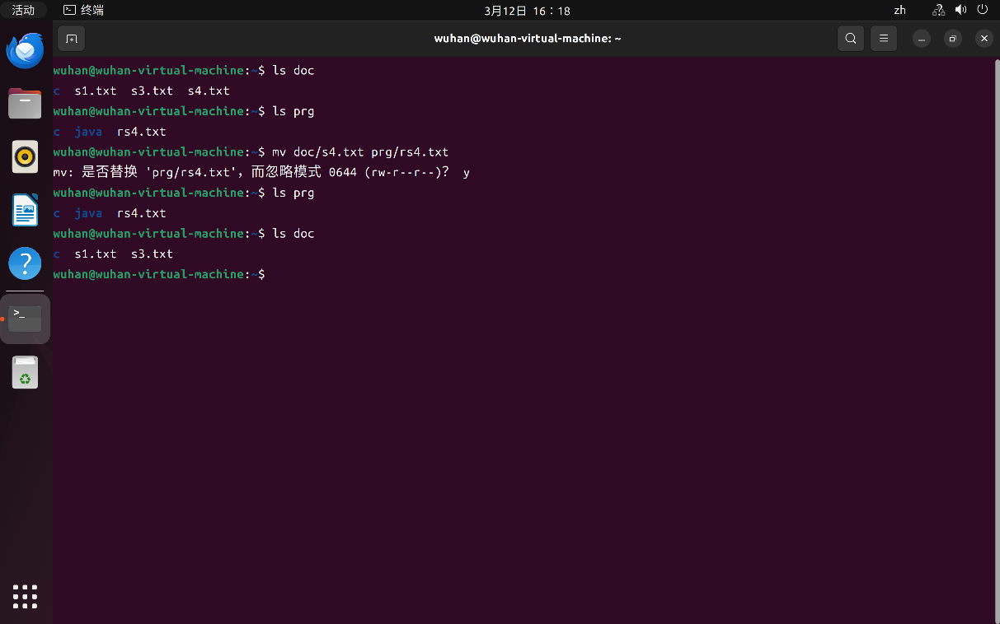 活动 终端 3月12日 16：18 zh
wuhan@wuhan-virtual-machine: ~
wuhan@wuhan-virtual-machine:~$ ls doc
c  s1.txt  s3.txt  s4.txt
wuhan@wuhan-virtual-machine:~$ ls prg
c  java  rs4.txt
wuhan@wuhan-virtual-machine:~$ mv doc/s4.txt prg/rs4.txt
mv: 是否替换 'prg/rs4.txt'，而忽略模式 0644 (rw-r--r--)？ y
wuhan@wuhan-virtual-machine:~$ ls prg
c  java  rs4.txt
wuhan@wuhan-virtual-machine:~$ ls doc
c  s1.txt  s3.txt
wuhan@wuhan-virtual-machine:~$